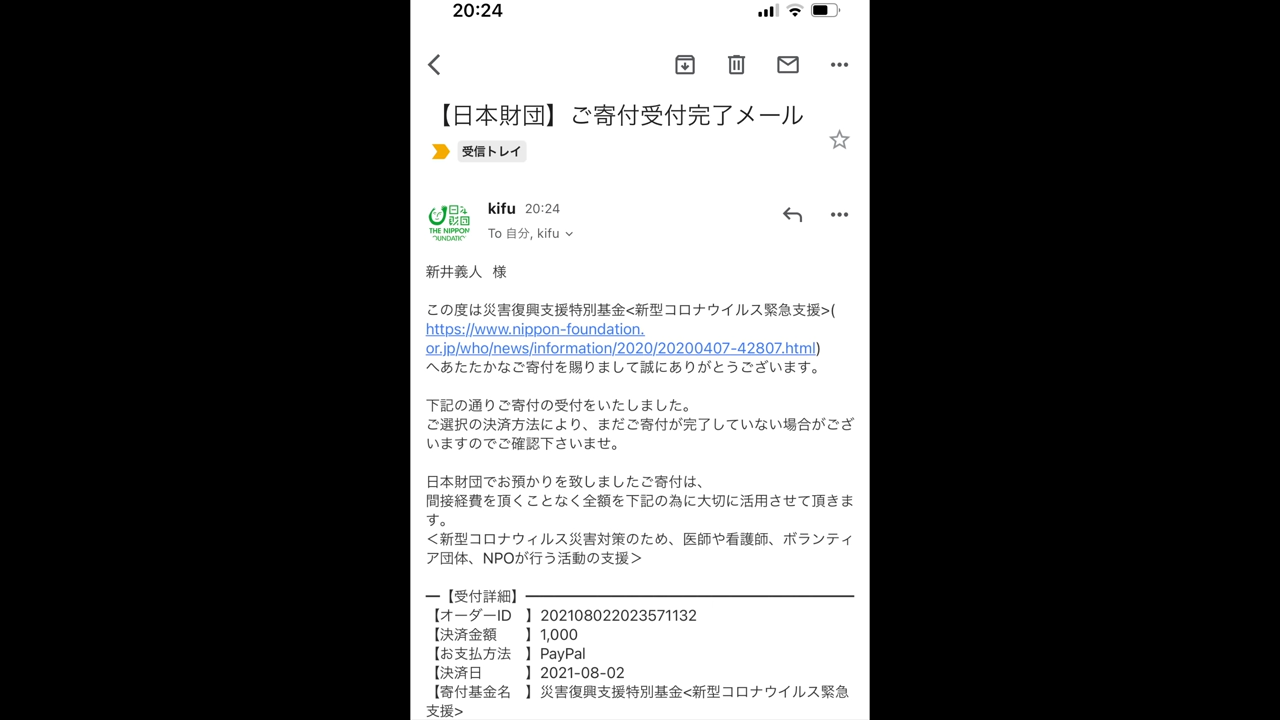 20:24
【日本財団】ご寄付受付完了メール
受信トレイ
日本財団
THE NIPPON
FOUNDATION
kifu 20:24
To 自分, kifu
新井義人 様
この度は災害復興支援特別基金<新型コロナウイルス緊急支援>(
https://www.nippon-foundation.
or.jp/who/news/information/2020/20200407-42807.html)
へあたたかなご寄付を賜りまして誠にありがとうございます。
下記の通りご寄付の受付をいたしました。
ご選択の決済方法により、まだご寄付が完了していない場合がござ
いますのでご確認下さいませ。
日本財団でお預かりを致しましたご寄付は、
間接経費を頂くことなく全額を下記の為に大切に活用させて頂きま
す。
＜新型コロナウィルス災害対策のため、医師や看護師、ボランティ
ア団体、NPOが行う活動の支援＞
━【受付詳細】━━━━━━━━━━━━━━━━━━━━━━━
【オーダーID　】202108022023571132
【決済金額　　】1,000
【お支払方法　】PayPal
【決済日　　　】2021-08-02
【寄付基金名　】災害復興支援特別基金<新型コロナウイルス緊急
支援>